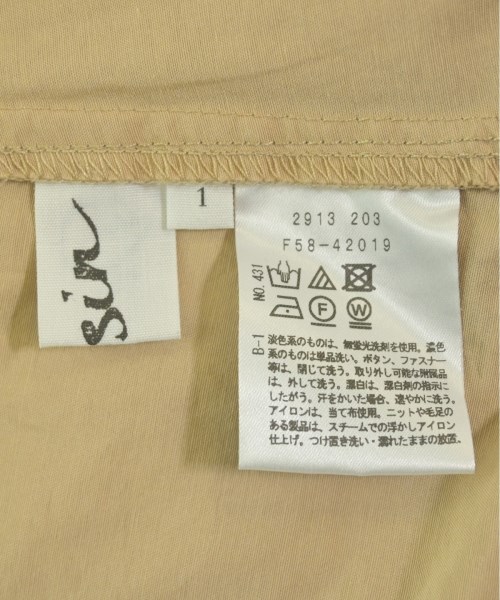 sin
1
2913 203
F58-42019
NO.431
F
W
B-1
淡色系のものは、無蛍光洗剤を使用。濃色
系のものは単品洗い。ボタン、ファスナー
等は、閉じて洗う。取り外し可能な附属品
は、外して洗う。漂白は、漂白剤の指示に
したがう。汗をかいた場合、速やかに洗う。
アイロンは、当て布使用。ニットや毛足の
ある製品は、スチームでの浮かしアイロン
仕上げ。つけ置き洗い・濡れたままの放置。